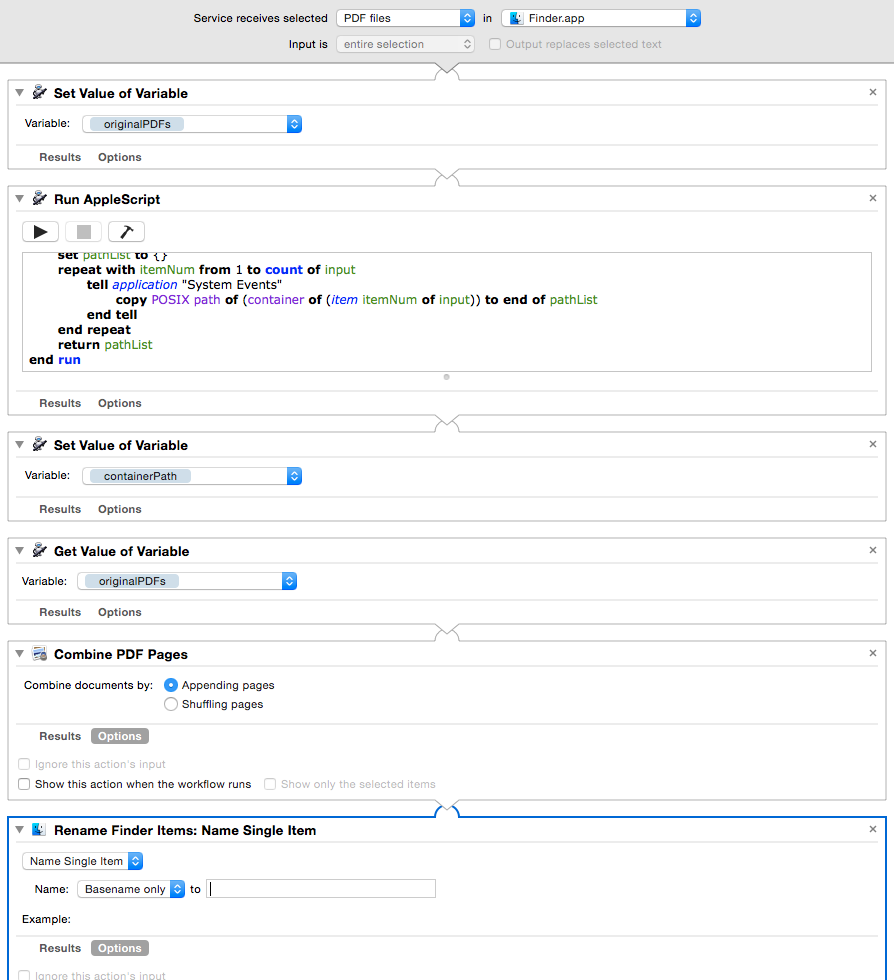 Service receives selected PDF files in Finder.app
Input is entire selection Output replaces selected text
Set Value of Variable
Variable: originalPDFs
Results Options
Run AppleScript
set pathList to {}
repeat with itemNum from 1 to count of input
tell application "System Events"
copy POSIX path of (container of (item itemNum of input)) to end of pathList
end tell
end repeat
return pathList
end run
Results Options
Set Value of Variable
Variable: containerPath
Results Options
Get Value of Variable
Variable: originalPDFs
Results Options
Combine PDF Pages
Combine documents by: Appending pages
Shuffling pages
Results Options
Ignore this action's input
Show this action when the workflow runs Show only the selected items
Rename Finder Items: Name Single Item
Name Single Item
Name: Basename only to
Example:
Results Options
Ignore this action's input